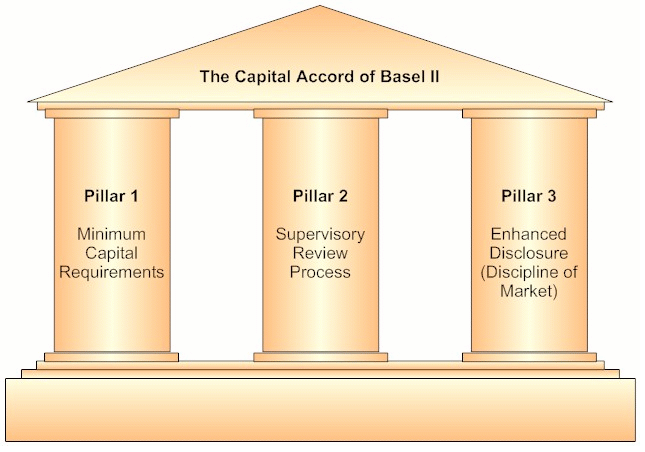 The Capital Accord of Basel II
Pillar 1
Minimum
Capital
Requirements
Pillar 2
Supervisory
Review
Process
Pillar 3
Enhanced
Disclosure
(Discipline of
Market)